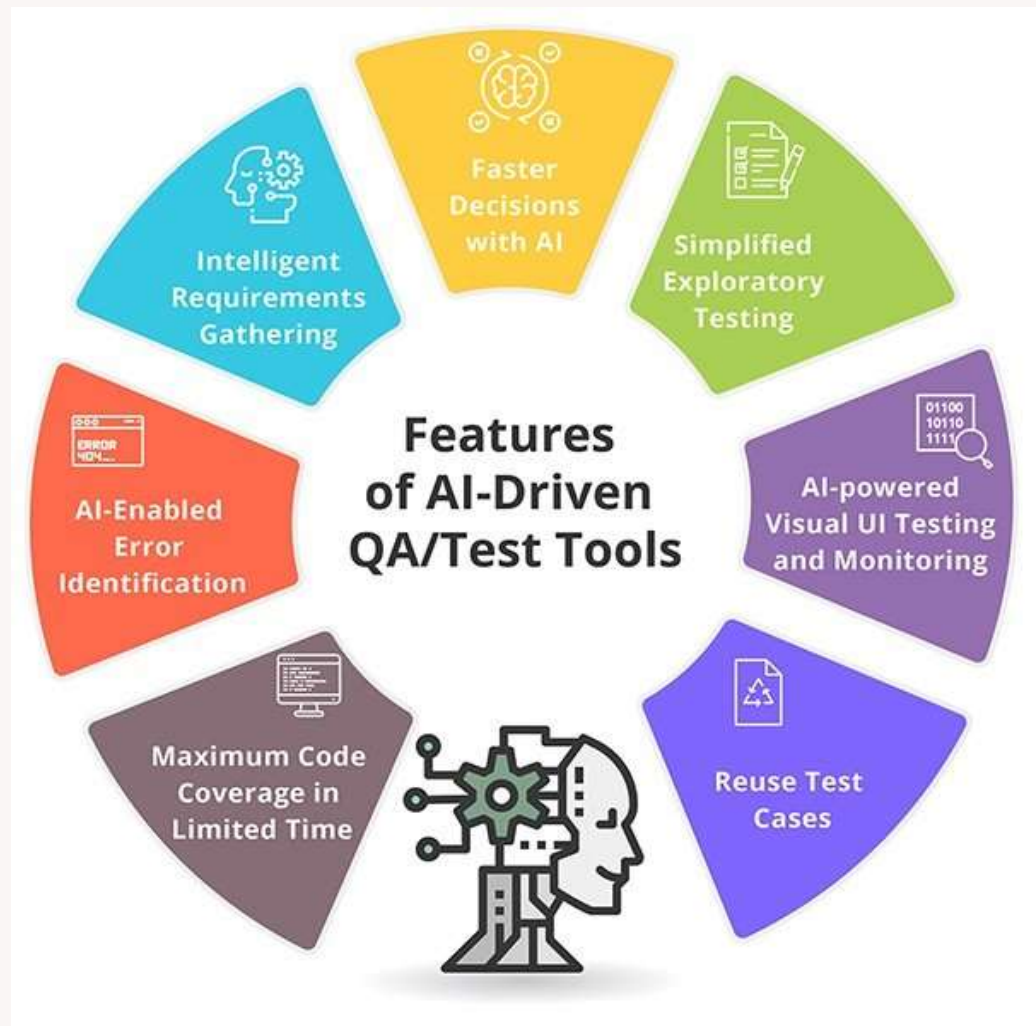 Faster
Decisions
with AI
Simplified
Exploratory
Testing
01100
10110
1111
AI-powered
Visual UI Testing
and Monitoring
Reuse Test
Cases
Maximum Code
Coverage in
Limited Time
ERROR
404...
AI-Enabled
Error
Identification
Intelligent
Requirements
Gathering
Features
of AI-Driven
QA/Test Tools